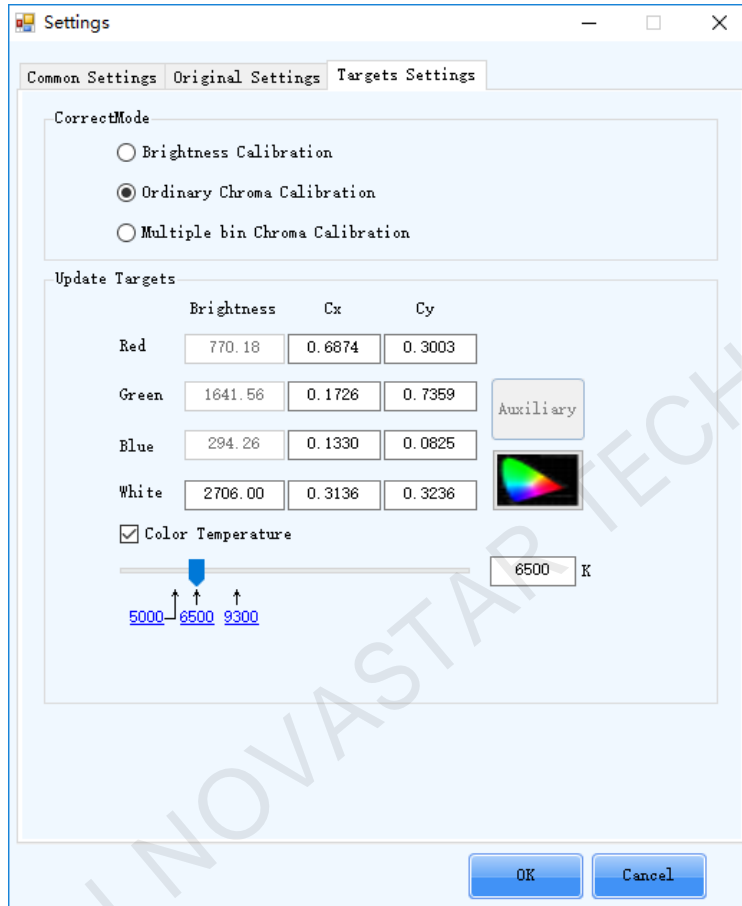 Settings
Common Settings Original Settings Targets Settings
CorrectMode
Brightness Calibration
Ordinary Chroma Calibration
Multiple bin Chroma Calibration
Update Targets
Brightness Cx Cy
Red 770.18 0.6874 0.3003
Green 1641.56 0.1726 0.7359
Auxiliary
Blue 294.26 0.1330 0.0825
White 2706.00 0.3136 0.3236
Color Temperature
6500 K
5000 6500 9300
OK Cancel
NOVASTAR TECH